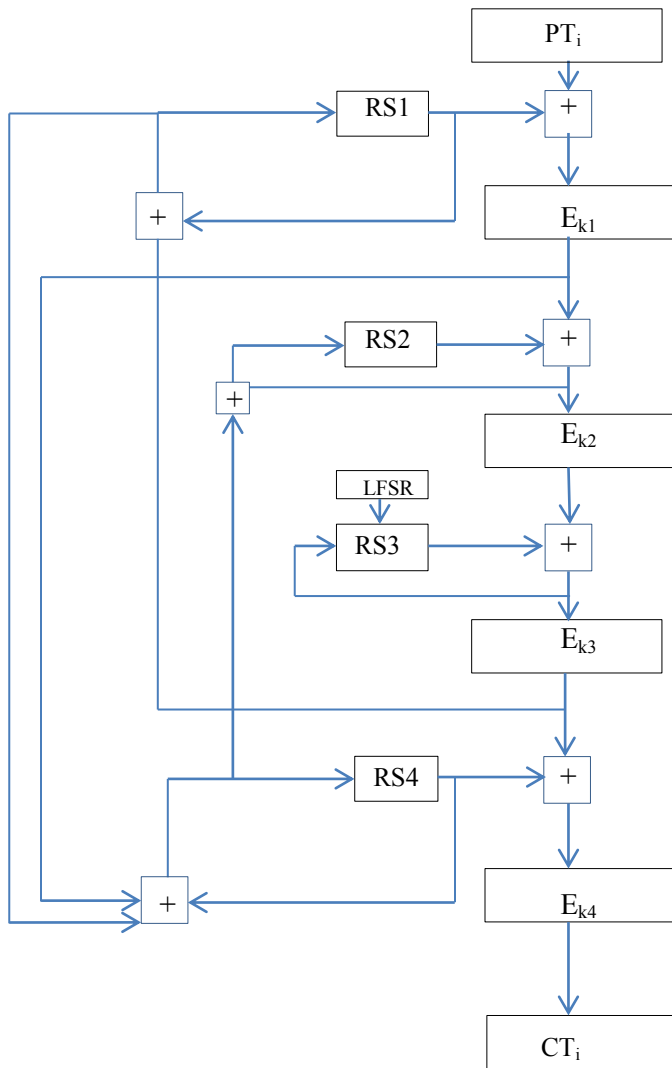 PTᵢ
RS1
+
+
Eₖ₁
RS2
+
+
Eₖ₂
LFSR
RS3
+
Eₖ₃
RS4
+
+
Eₖ₄
CTᵢ